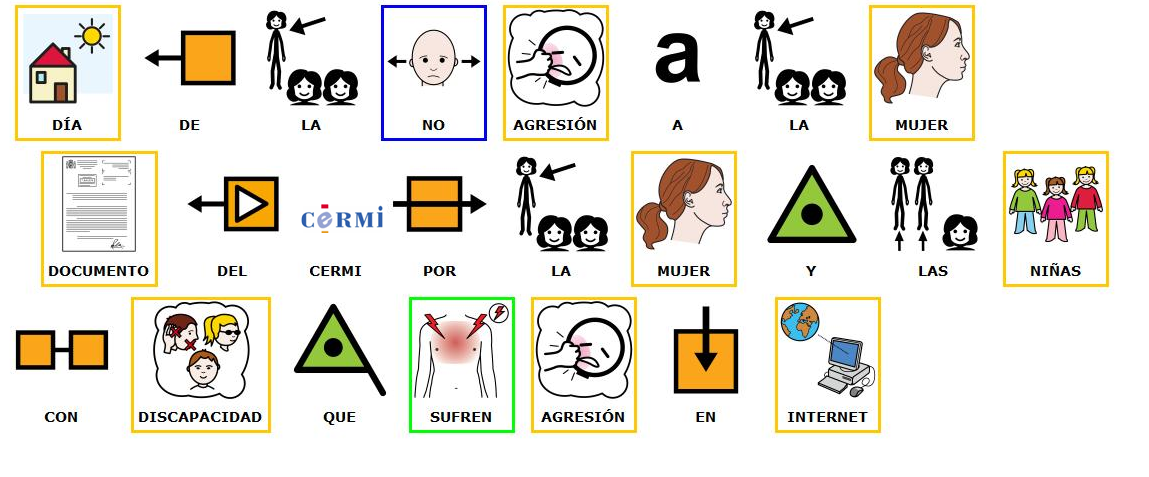 DÍA DE LA NO AGRESIÓN A LA MUJER
DOCUMENTO DEL CERMI POR LA MUJER Y LAS NIÑAS
CON DISCAPACIDAD QUE SUFREN AGRESIÓN EN INTERNET